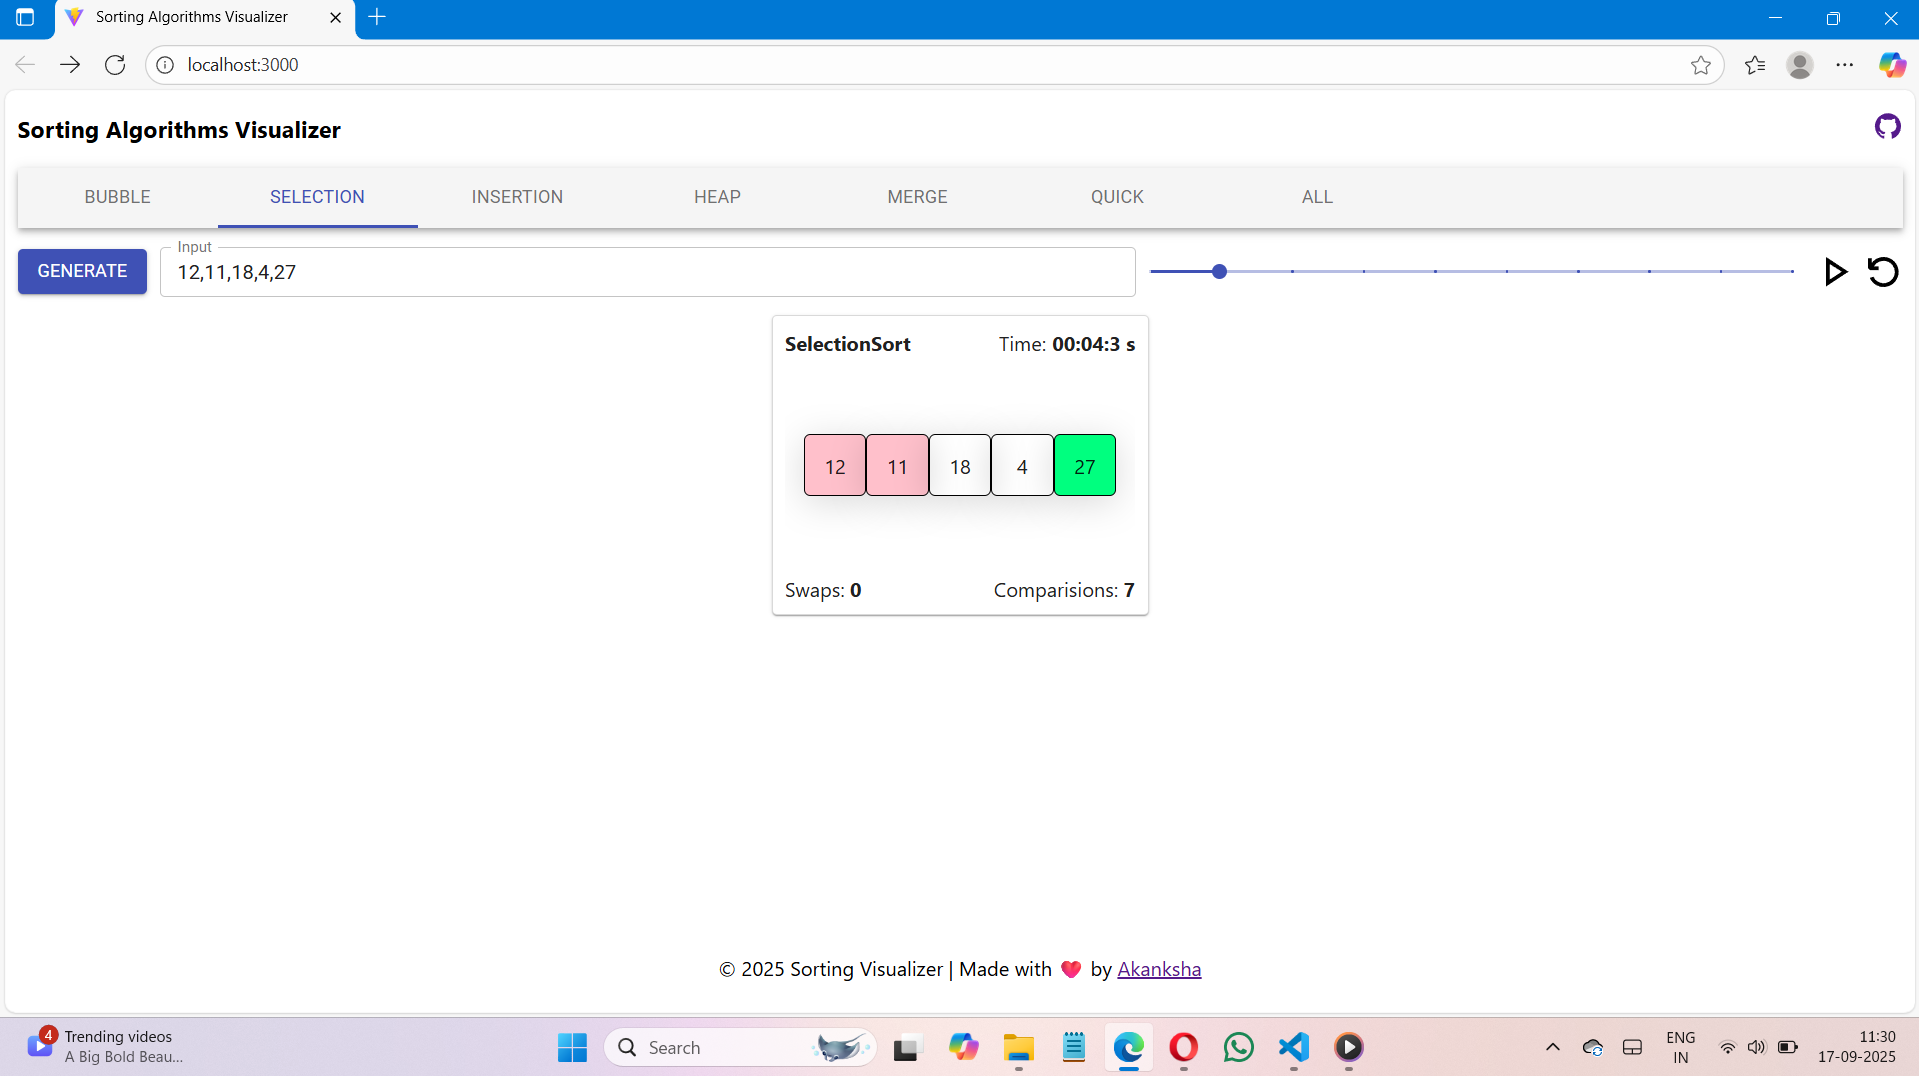 Sorting Algorithms Visualizer
localhost:3000
Sorting Algorithms Visualizer
BUBBLE SELECTION INSERTION HEAP MERGE QUICK ALL
Input
GENERATE 12,11,18,4,27
SelectionSort Time: 00:04:3 s
12 11 18 4 27
Swaps: 0 Comparisions: 7
© 2025 Sorting Visualizer | Made with ❤️ by Akanksha
4 Trending videos
A Big Bold Beau...
Search
ENG
IN
11:30
17-09-2025